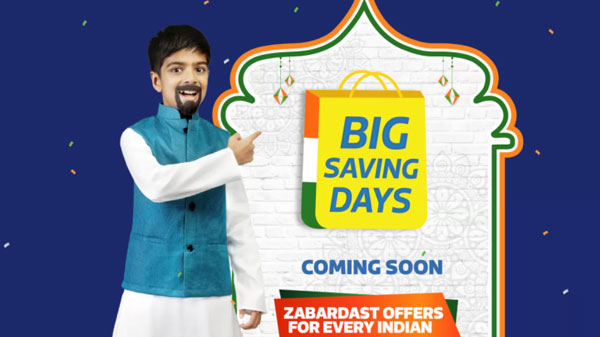 BIG
SAVING
DAYS
COMING SOON
ZABARDAST OFFERS
FOR EVERY INDIAN